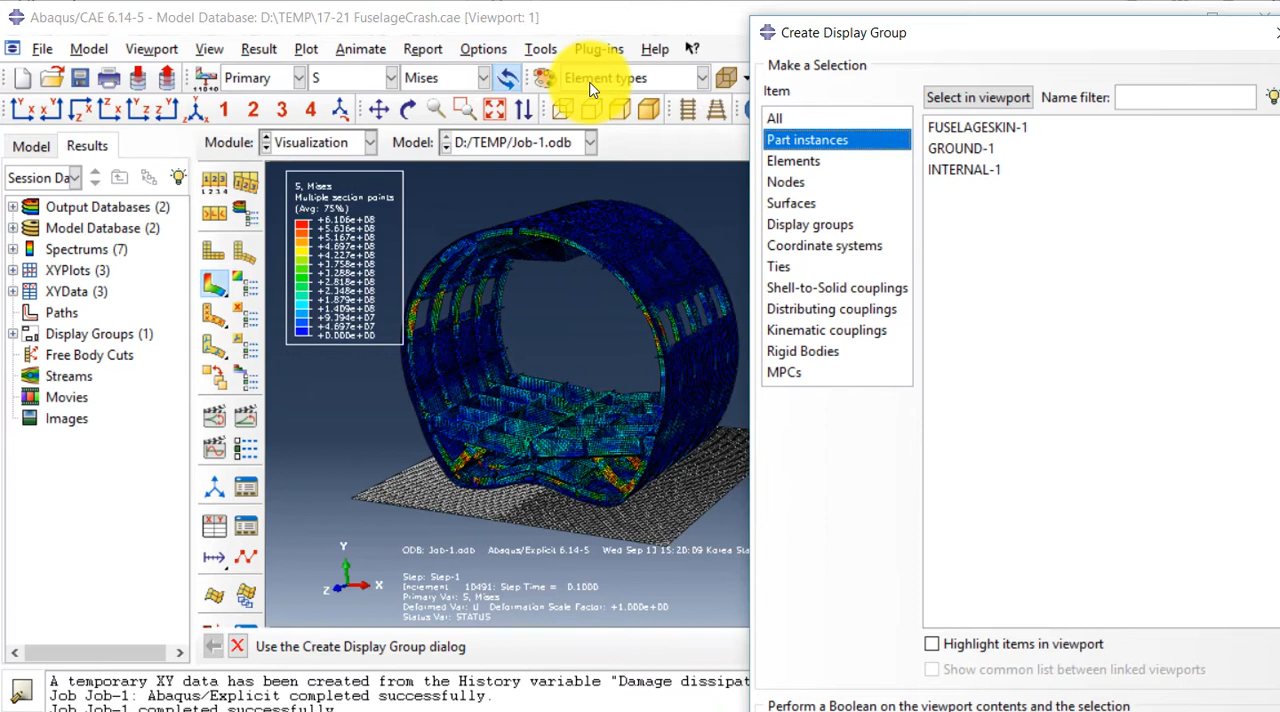 Abaqus/CAE 6.14-5 - Model Database: D:\TEMP\17-21 FuselageCrash.cae [Viewport: 1]
File Model Viewport View Result Plot Animate Report Options Tools Plug-ins Help
Primary S Mises Element types
1 2 3 4
Model Results
Module: Visualization Model: D:/TEMP/Job-1.odb
Session Da
Output Databases (2)
Model Database (2)
Spectrums (7)
XYPlots (3)
XYData (3)
Paths
Display Groups (1)
Free Body Cuts
Streams
Movies
Images
S, Mises
Multiple section points
(Avg: 75%)
+6.106e+08
+5.636e+08
+5.167e+08
+4.697e+08
+4.227e+08
+3.758e+08
+3.288e+08
+2.818e+08
+2.348e+08
+1.879e+08
+1.409e+08
+9.394e+07
+4.697e+07
+0.000e+00
Y
Z X
ODB: Job-1.odb Abaqus/Explicit 6.14-5 Wed Sep 13 15:20:09 Korea Sta
Step: Step-1
Increment 10491: Step Time = 0.1000
Primary Var: S, Mises
Deformed Var: U Deformation Scale Factor: +1.000e+00
Status Var: STATUS
Use the Create Display Group dialog
A temporary XY data has been created from the History variable "Damage dissipat
Job Job-1: Abaqus/Explicit completed successfully.
Job Job-1 completed successfully.
Create Display Group
Make a Selection
Item
Select in viewport Name filter:
All
Part instances
Elements
Nodes
Surfaces
Display groups
Coordinate systems
Ties
Shell-to-Solid couplings
Distributing couplings
Kinematic couplings
Rigid Bodies
MPCs
FUSELAGESKIN-1
GROUND-1
INTERNAL-1
Highlight items in viewport
Show common list between linked viewports
Perform a Boolean on the viewport contents and the selection